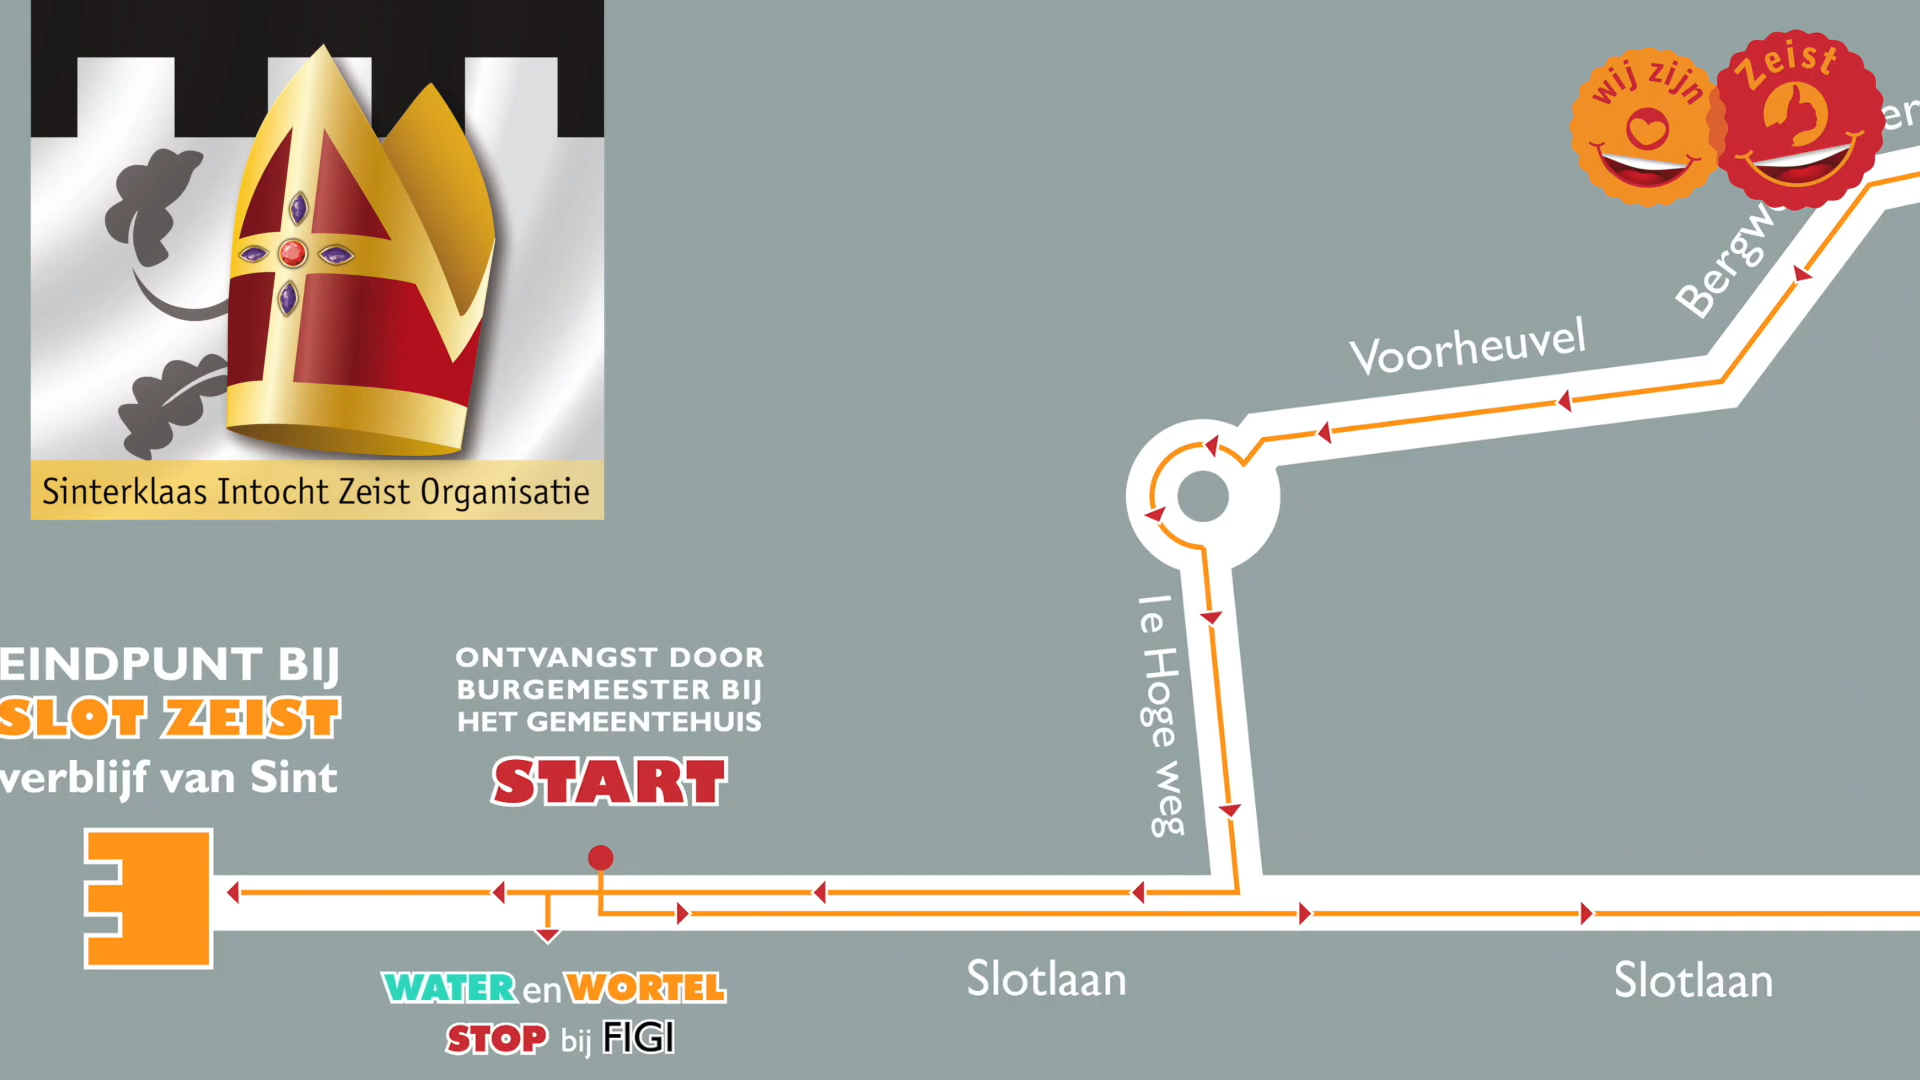 Sinterklaas Intocht Zeist Organisatie
wij zijn
Zeist
Voorheuvel
1e Hoge weg
EINDPUNT BIJ
SLOT ZEIST
verblijf van Sint
ONTVANGST DOOR
BURGEMEESTER BIJ
HET GEMEENTEHUIS
START
WATER en WORTEL
STOP bij FIGI
Slotlaan
Slotlaan